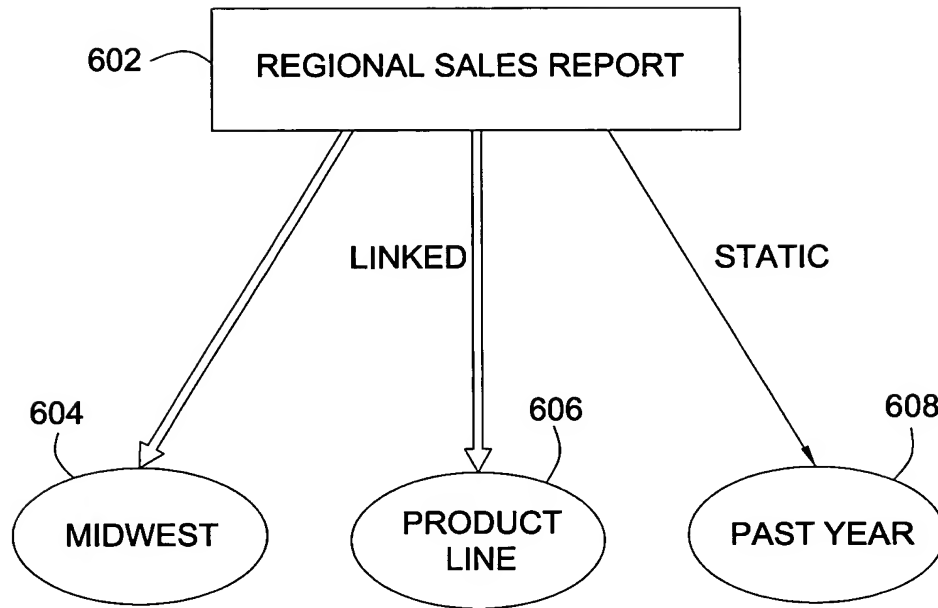 602
REGIONAL SALES REPORT
LINKED
STATIC
604
606
608
MIDWEST
PRODUCT
LINE
PAST YEAR